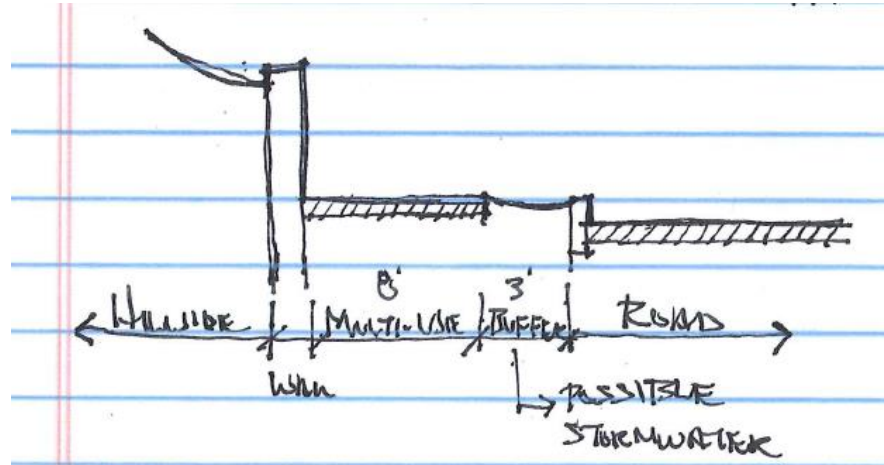 8' 3'
HILLSIDE MULTI-USE BUFFER ROAD
WALL
POSSIBLE
STORMWATER